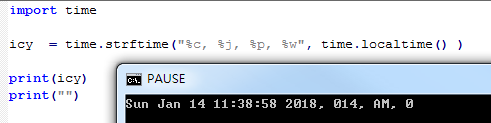 import time
icy  = time.strftime("%c, %j, %p, %w", time.localtime() )
print(icy)
print("")
C:\. PAUSE
Sun Jan 14 11:38:58 2018, 014, AM, 0